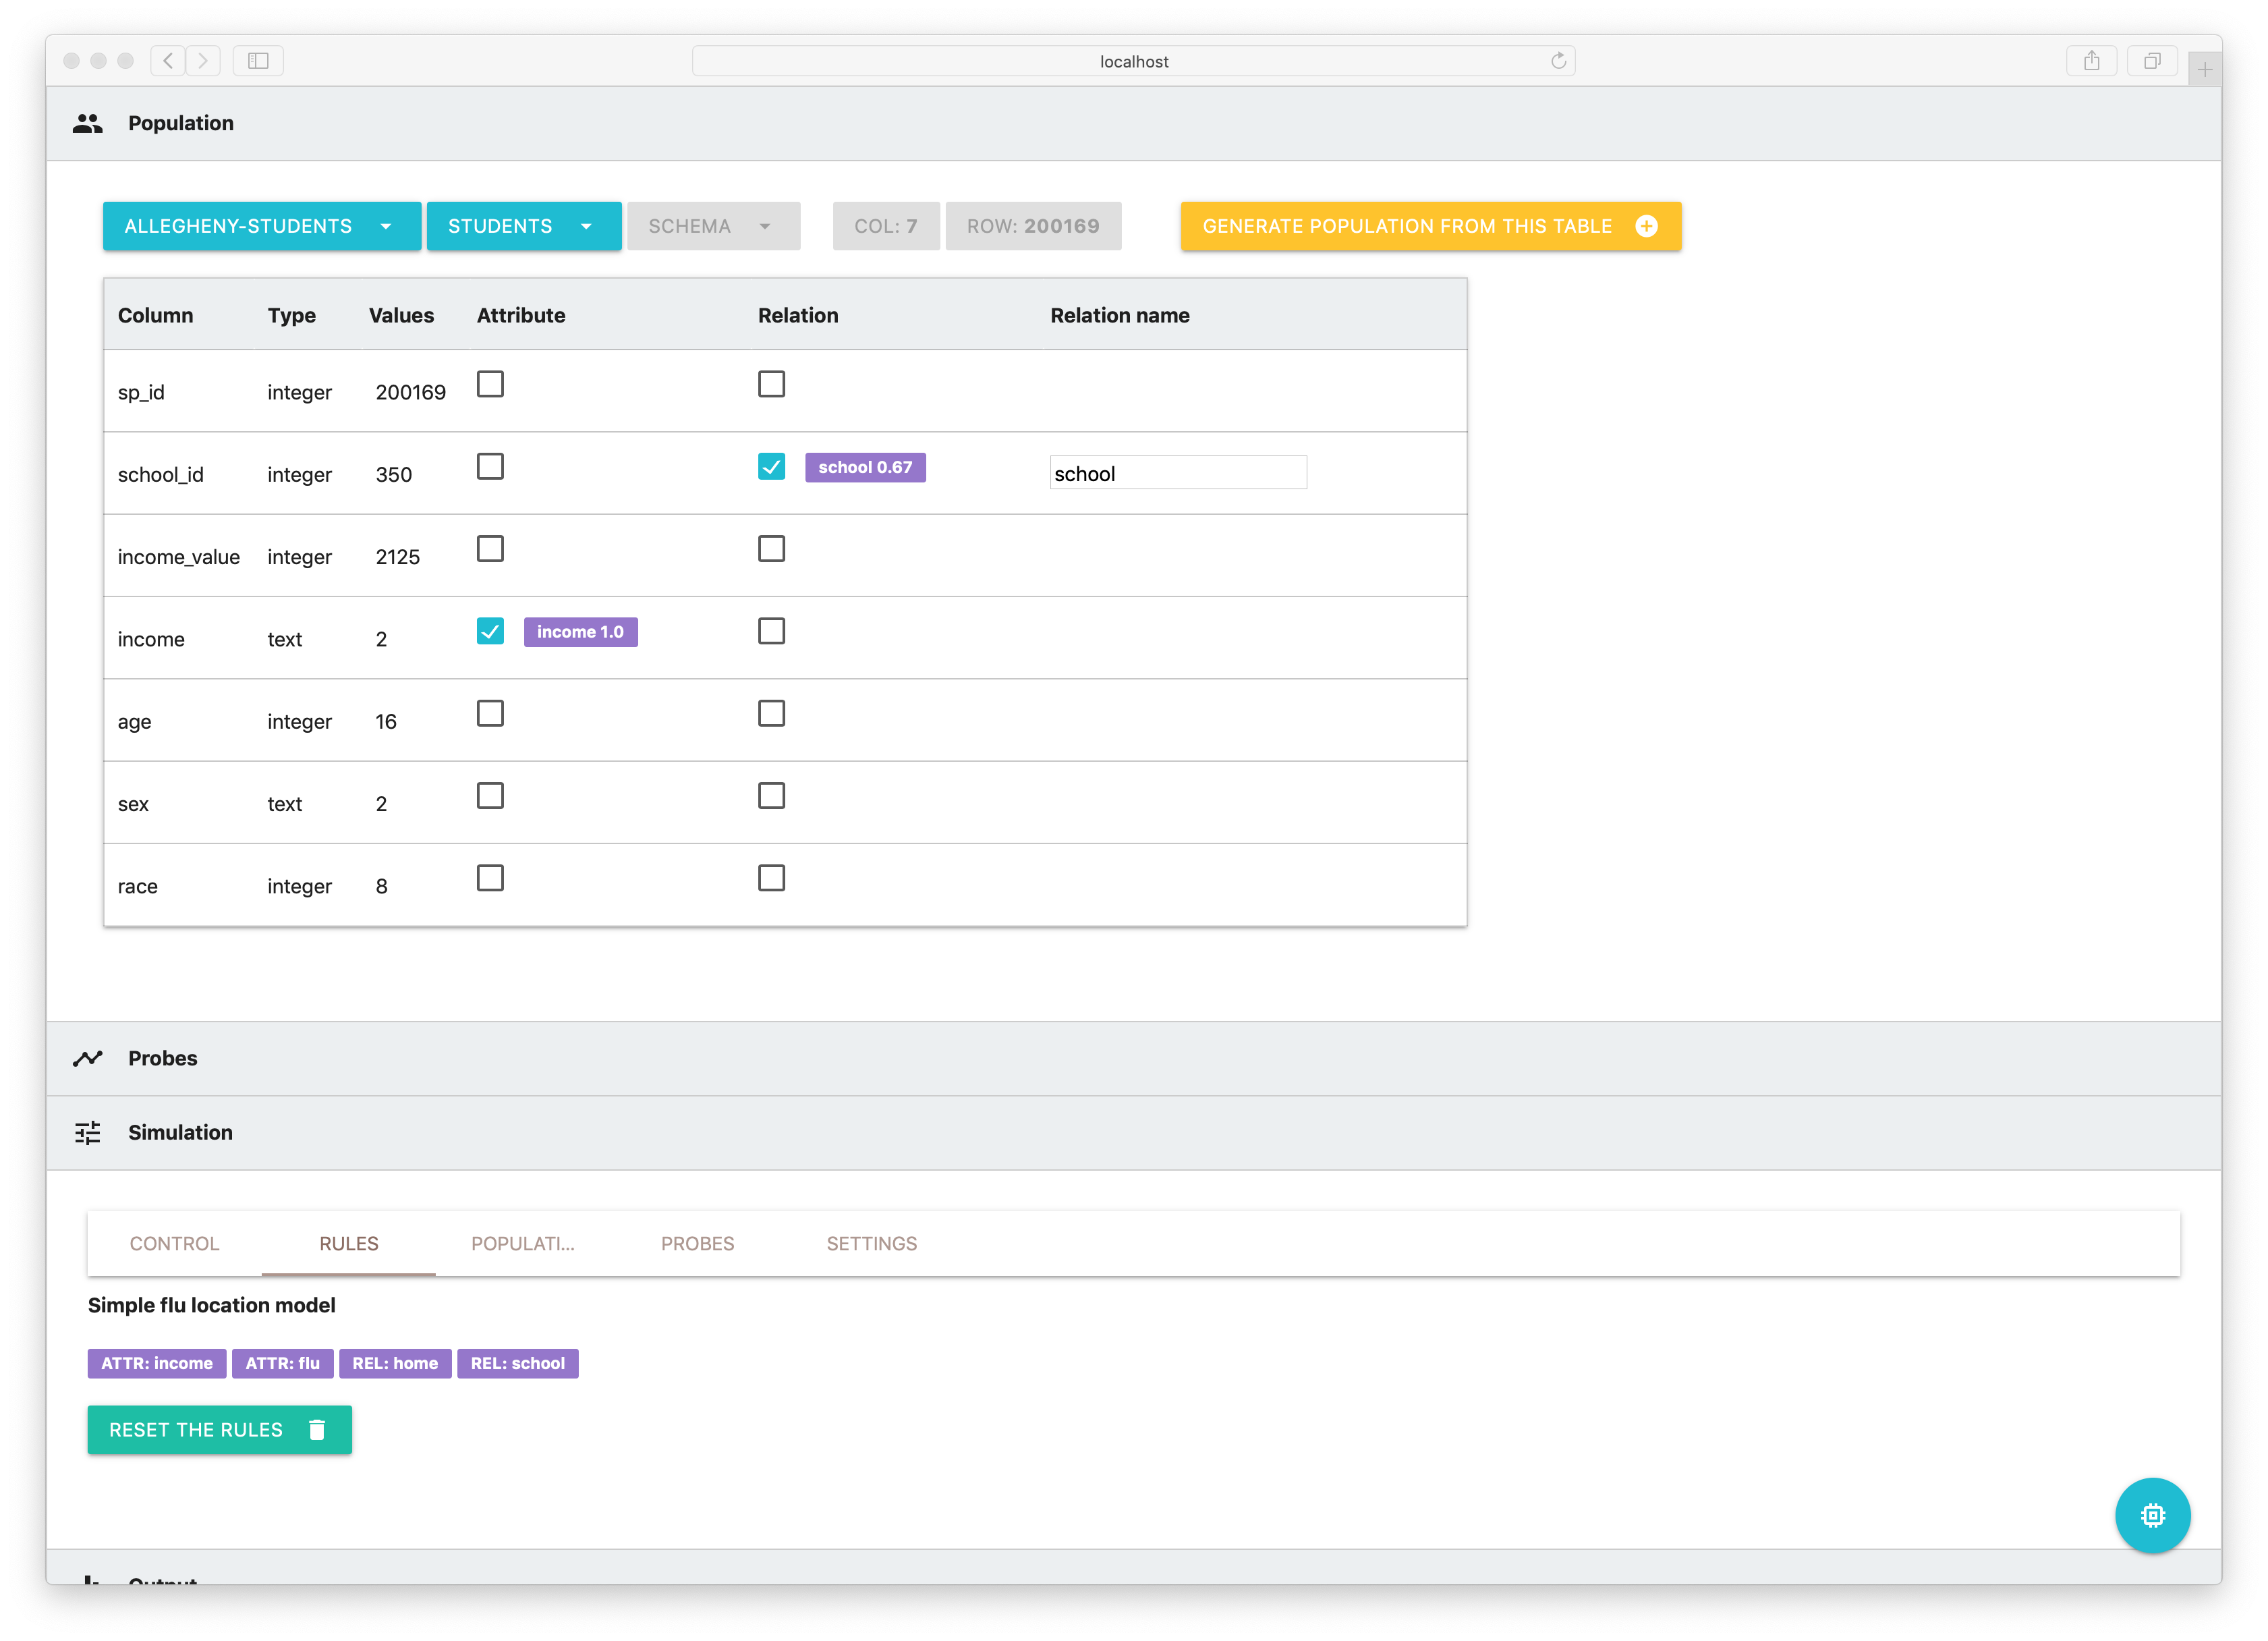 localhost
Population
ALLEGHENY-STUDENTS STUDENTS SCHEMA COL: 7 ROW: 200169 GENERATE POPULATION FROM THIS TABLE
Column Type Values Attribute Relation Relation name
sp_id integer 200169
school_id integer 350 school 0.67 school
income_value integer 2125
income text 2 income 1.0
age integer 16
sex text 2
race integer 8
Probes
Simulation
CONTROL RULES POPULATI... PROBES SETTINGS
Simple flu location model
ATTR: income ATTR: flu REL: home REL: school
RESET THE RULES
Output